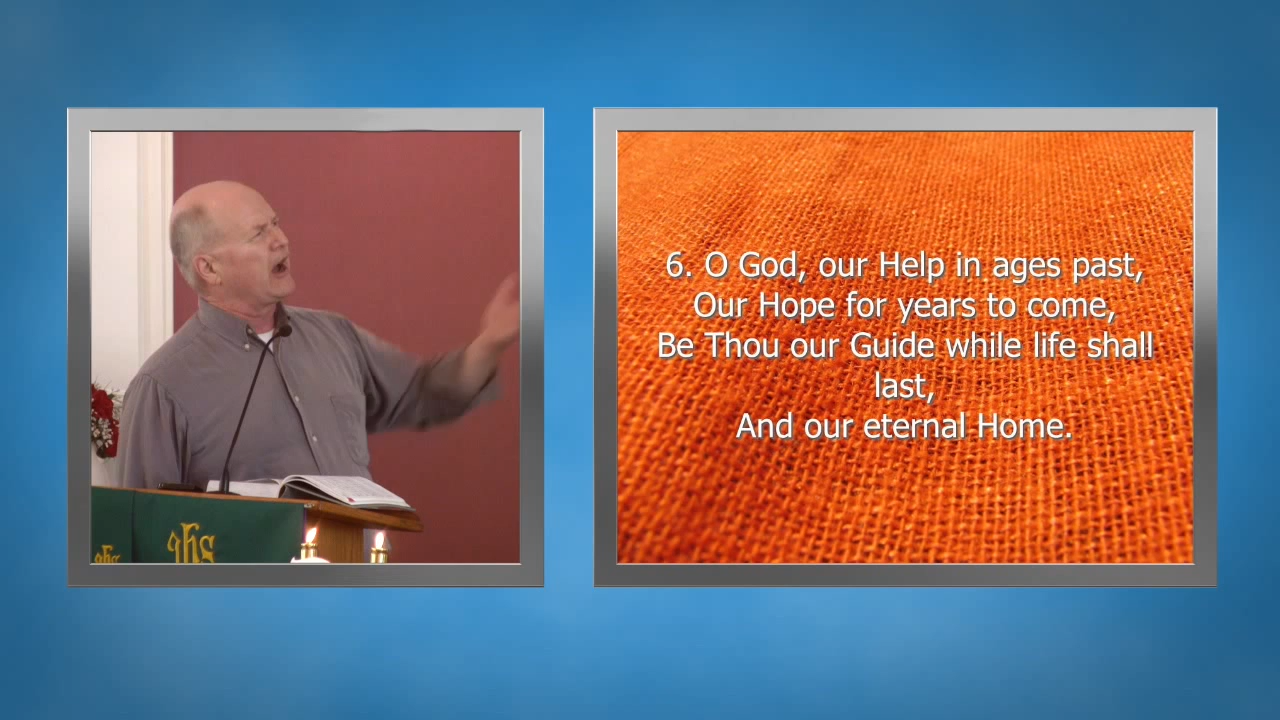 6. O God, our Help in ages past,
Our Hope for years to come,
Be Thou our Guide while life shall
last,
And our eternal Home.
ihs
ihs